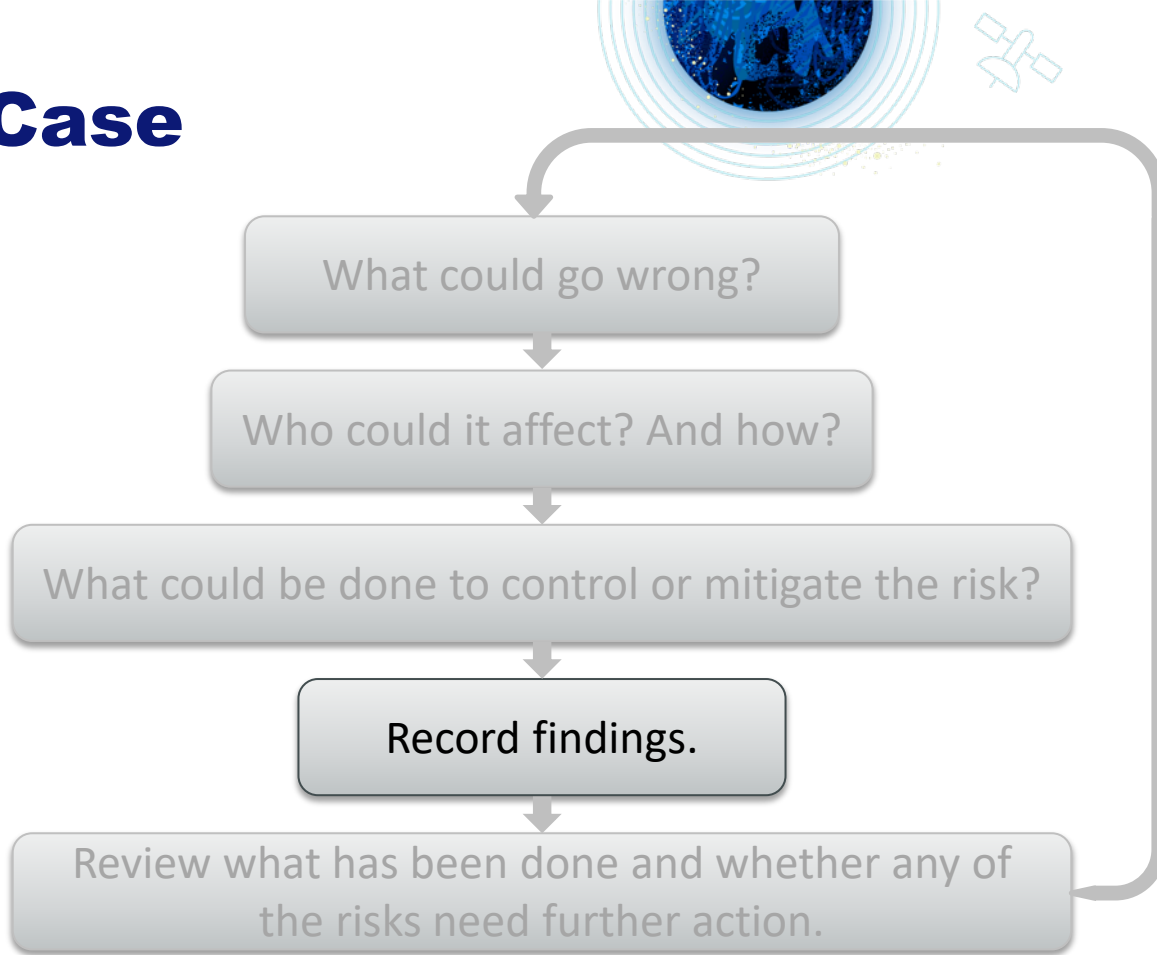 Case
What could go wrong?
Who could it affect? And how?
What could be done to control or mitigate the risk?
Record findings.
Review what has been done and whether any of
the risks need further action.